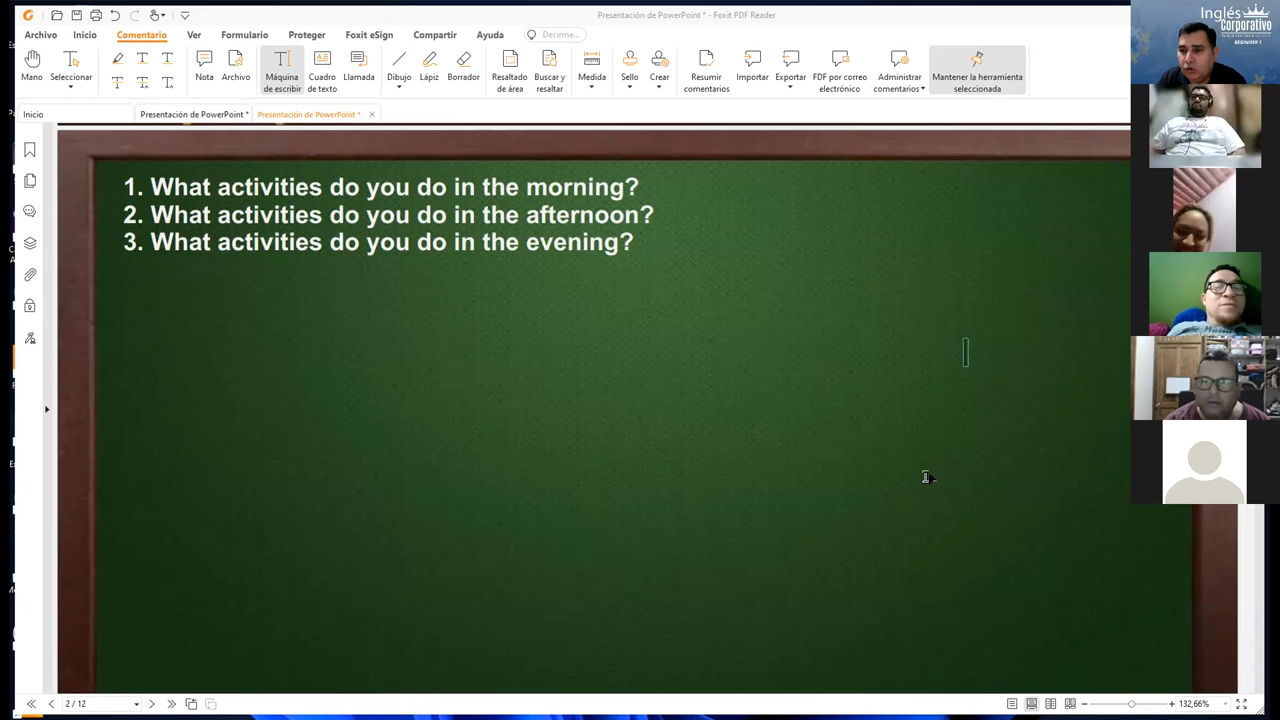 Presentación de PowerPoint * - Foxit PDF Reader
Archivo Inicio Comentario Ver Formulario Proteger Foxit eSign Compartir Ayuda Decirme...
Mano Seleccionar Nota Archivo Máquina de escribir Cuadro de texto Llamada Dibujo Lápiz Borrador Resaltado de área Buscar y resaltar Medida Sello Crear Resumir comentarios Importar Exportar PDF por correo electrónico Administrar comentarios Mantener la herramienta seleccionada
Inicio Presentación de PowerPoint * Presentación de PowerPoint *
Inglés
Corporativo
BEGINNER 1
1. What activities do you do in the morning?
2. What activities do you do in the afternoon?
3. What activities do you do in the evening?
2 / 12
132,66%